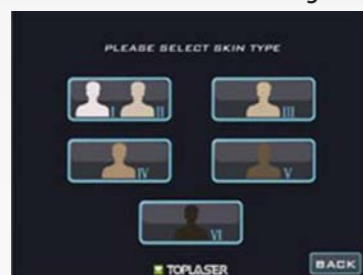 PLEASE SELECT SKIN TYPE
I II
III
IV
V
VI
TOPLASER
BACK